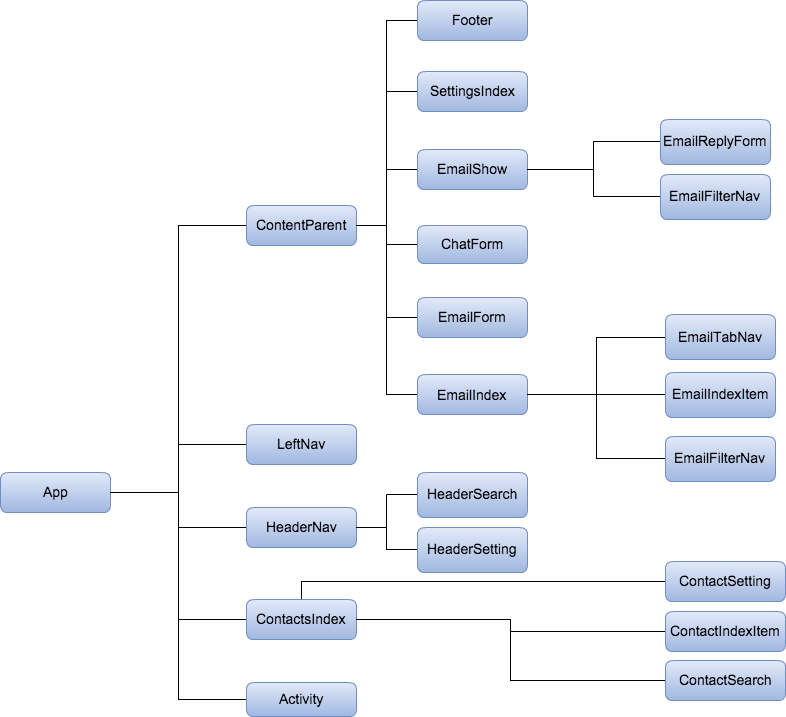 Footer
SettingsIndex
EmailReplyForm
EmailShow
EmailFilterNav
ContentParent
ChatForm
EmailForm
EmailTabNav
EmailIndex
EmailIndexItem
LeftNav
EmailFilterNav
App
HeaderSearch
HeaderNav
HeaderSetting
ContactSetting
ContactsIndex
ContactIndexItem
ContactSearch
Activity